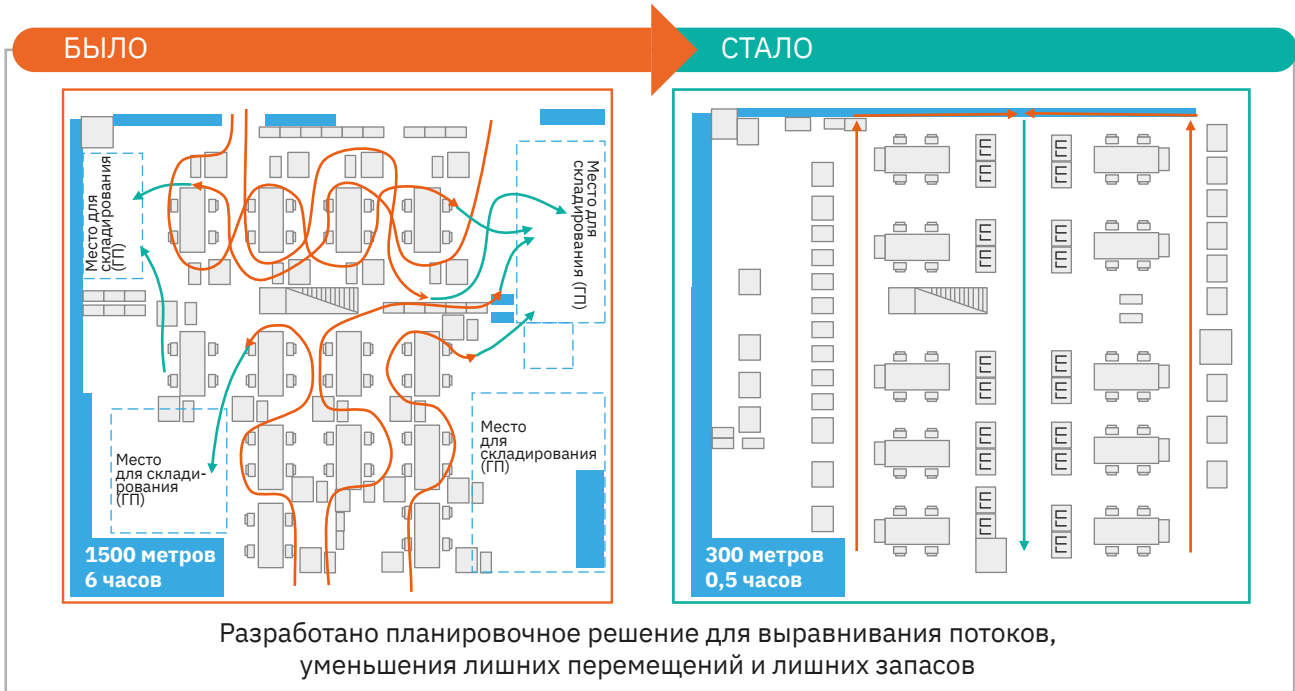 БЫЛО
СТАЛО
Место для
складирования
(ГП)
Место для
складирования (ГП)
Место
для склади-
рования
(ГП)
Место
для
складирования
(ГП)
1500 метров
6 часов
300 метров
0,5 часов
Разработано планировочное решение для выравнивания потоков,
уменьшения лишних перемещений и лишних запасов